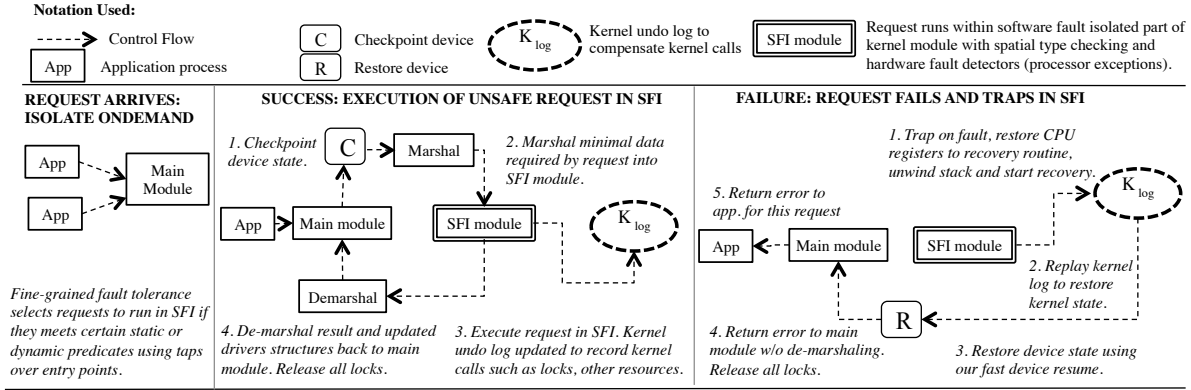 Notation Used:
Control Flow
App
Application process
C
Checkpoint device
R
Restore device
K log
Kernel undo log to
compensate kernel calls
SFI module
Request runs within software fault isolated part of
kernel module with spatial type checking and
hardware fault detectors (processor exceptions).
REQUEST ARRIVES:
ISOLATE ONDEMAND
App
App
Main
Module
Fine-grained fault tolerance
selects requests to run in SFI if
they meets certain static or
dynamic predicates using taps
over entry points.
SUCCESS: EXECUTION OF UNSAFE REQUEST IN SFI
1. Checkpoint
device state.
C
Marshal
2. Marshal minimal data
required by request into
SFI module.
App
Main module
SFI module
K log
Demarshal
4. De-marshal result and updated
drivers structures back to main
module. Release all locks.
3. Execute request in SFI. Kernel
undo log updated to record kernel
calls such as locks, other resources.
FAILURE: REQUEST FAILS AND TRAPS IN SFI
1. Trap on fault, restore CPU
registers to recovery routine,
unwind stack and start recovery.
K log
5. Return error to
app. for this request
App
Main module
SFI module
2. Replay kernel
log to restore
kernel state.
R
4. Return error to main
module w/o de-marshaling.
Release all locks.
3. Restore device state using
our fast device resume.